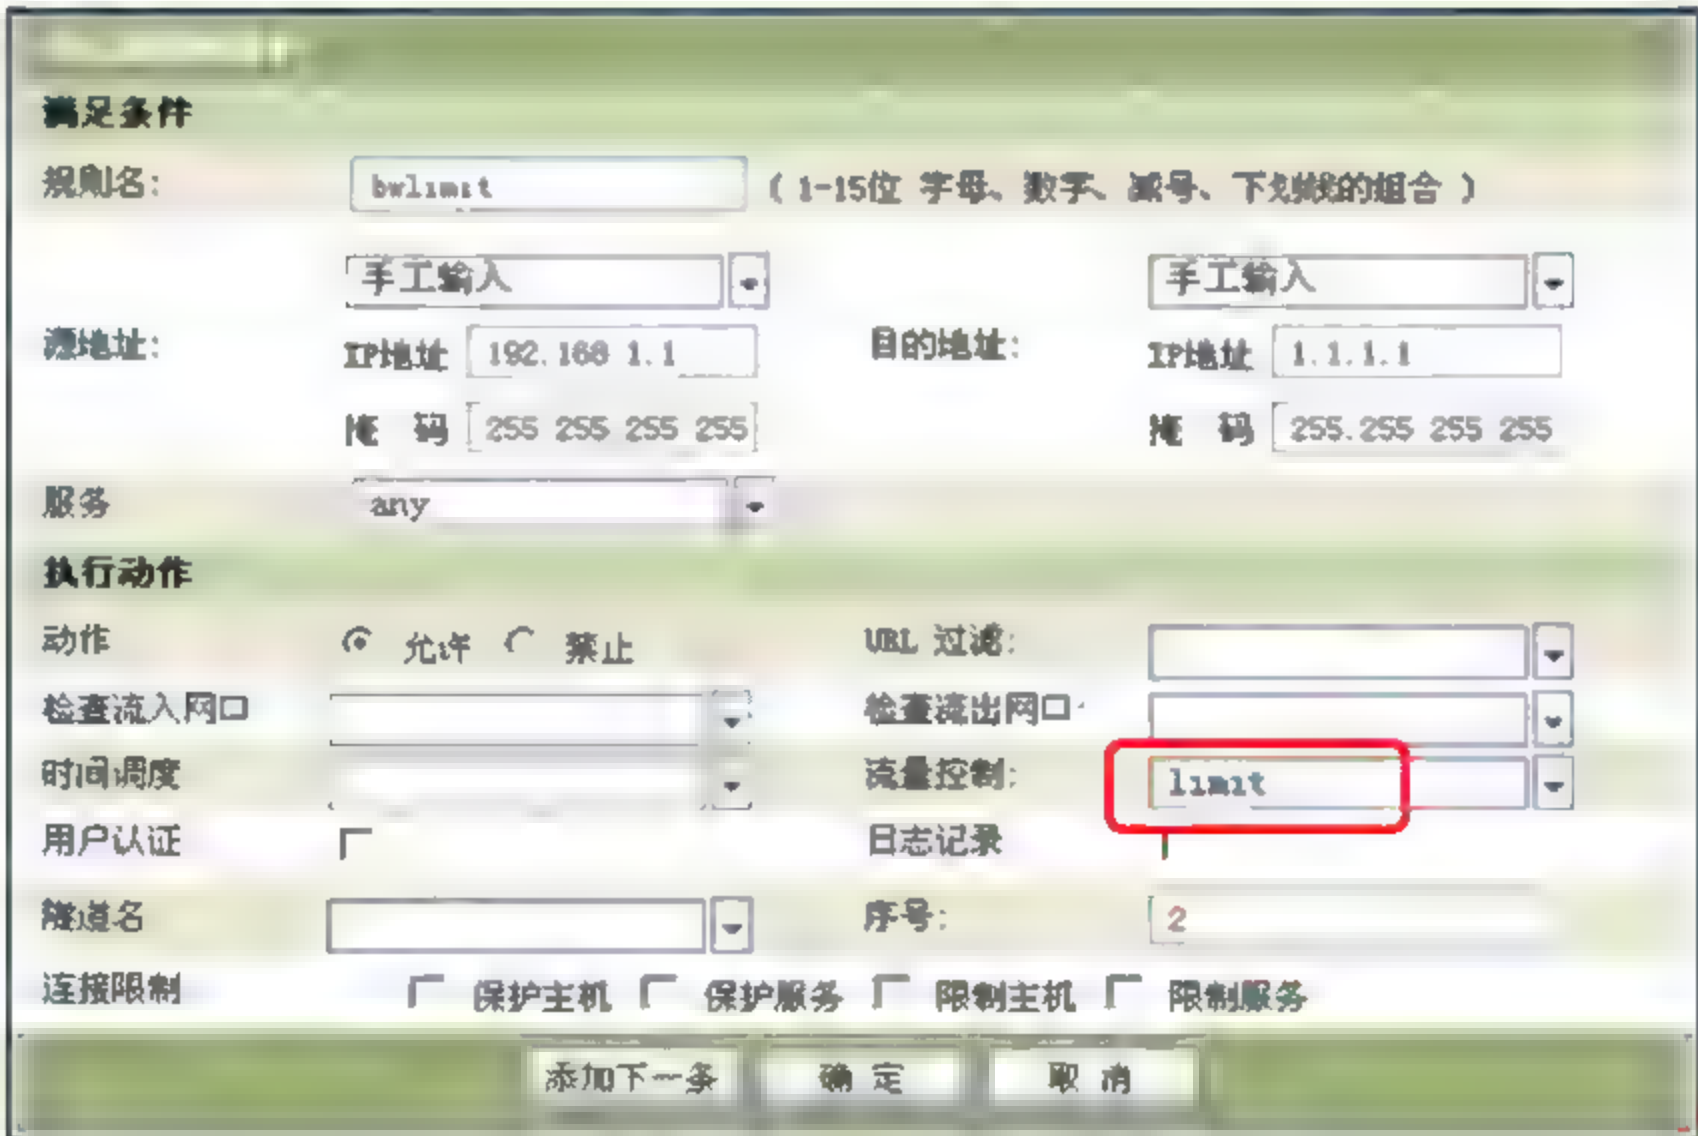 满足条件
规则名: bwlimit ( 1-15位 字母、数字、减号、下划线的组合 )
手工输入 手工输入
源地址: IP地址 192.168 1.1 目的地址: IP地址 1.1.1.1
掩 码 255 255 255 255 掩 码 255.255 255 255
服务 any
执行动作
动作 允许 禁止 URL 过滤:
检查流入网口 检查流出网口:
时间调度 流量控制: limit
用户认证 日志记录
隧道名 序号: 2
连接限制 保护主机 保护服务 限制主机 限制服务
添加下一条 确 定 取 消